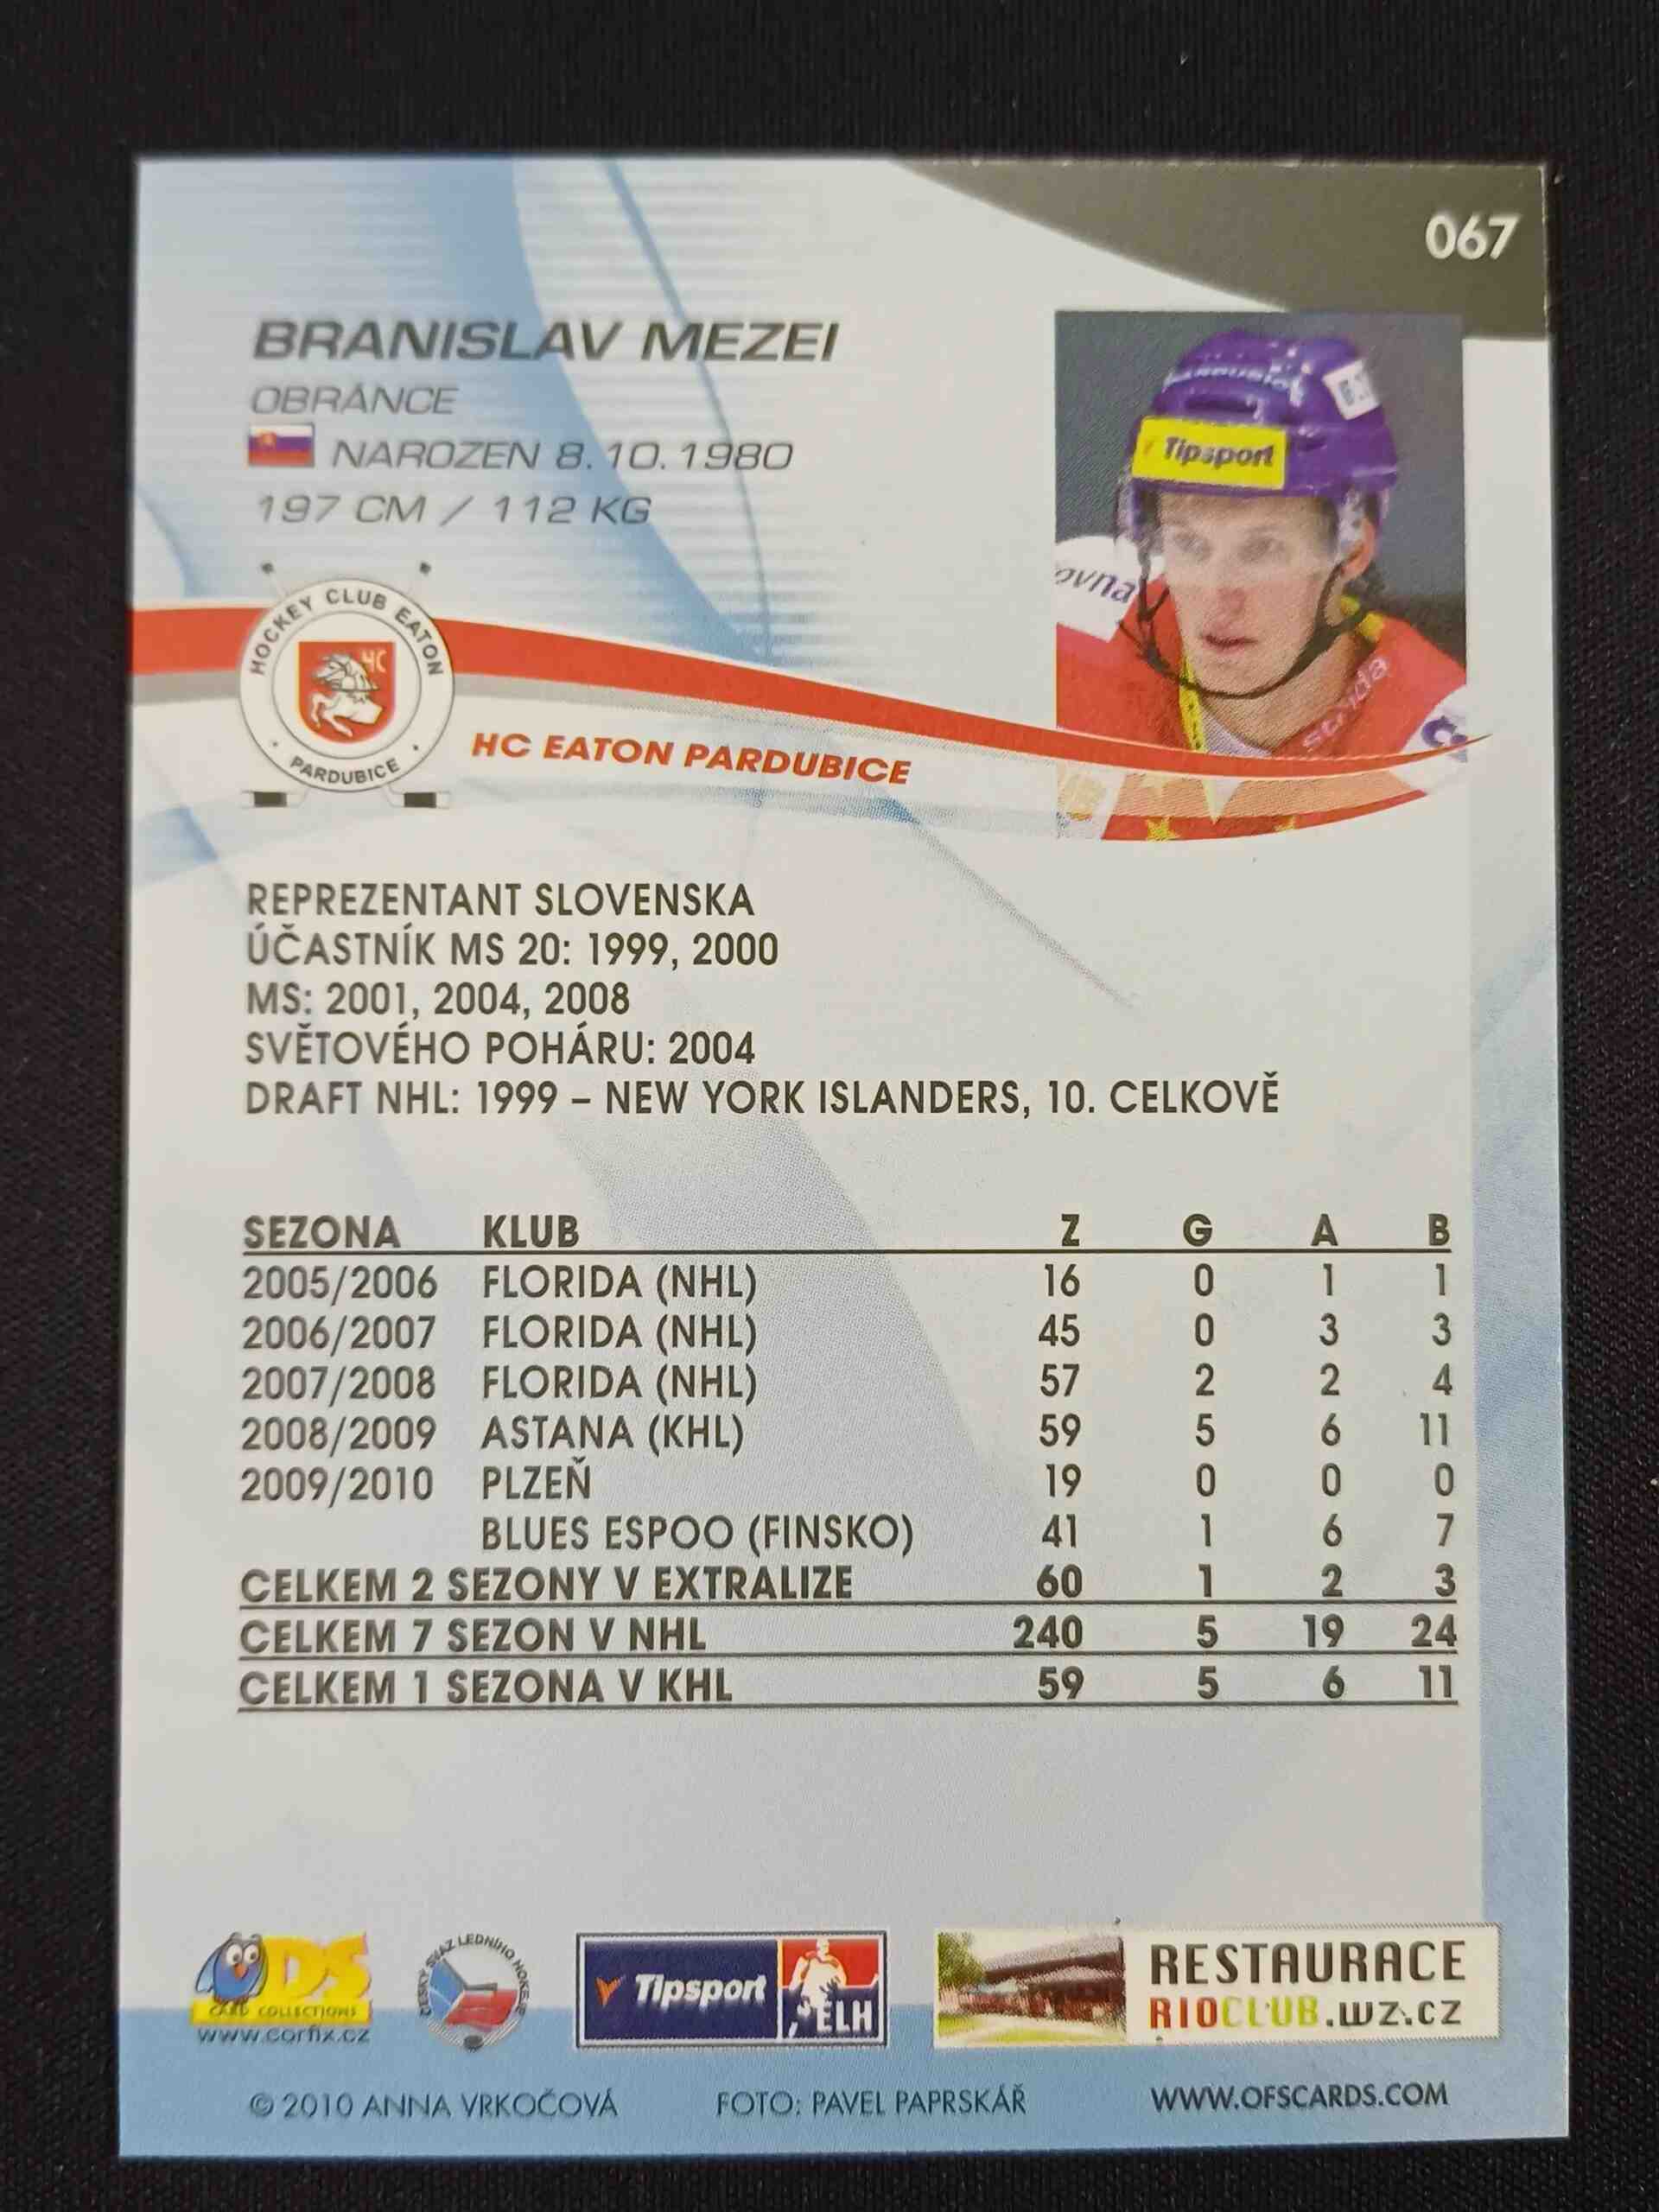 067
BRANISLAV MEZEI
OBRÁNCE
NAROZEN 8.10.1980
197 CM / 112 KG
Tipsport
ovna
HOCKEY CLUB EATON
HC
PARDUBICE
HC EATON PARDUBICE
REPREZENTANT SLOVENSKA
ÚČASTNÍK MS 20: 1999, 2000
MS: 2001, 2004, 2008
SVĚTOVÉHO POHÁRU: 2004
DRAFT NHL: 1999 – NEW YORK ISLANDERS, 10. CELKOVĚ
SEZONA KLUB Z G A B
2005/2006 FLORIDA (NHL) 16 0 1 1
2006/2007 FLORIDA (NHL) 45 0 3 3
2007/2008 FLORIDA (NHL) 57 2 2 4
2008/2009 ASTANA (KHL) 59 5 6 11
2009/2010 PLZEŇ 19 0 0 0
BLUES ESPOO (FINSKO) 41 1 6 7
CELKEM 2 SEZONY V EXTRALIZE 60 1 2 3
CELKEM 7 SEZON V NHL 240 5 19 24
CELKEM 1 SEZONA V KHL 59 5 6 11
DS
CARD COLLECTIONS
www.corfix.cz
ČESKÝ SVAZ LEDNÍHO HOKEJE
Tipsport
ELH
RESTAURACE
RIOCLUB.WZ.CZ
© 2010 ANNA VRKOČOVÁ
FOTO: PAVEL PAPRSKÁŘ
WWW.OFSCARDS.COM